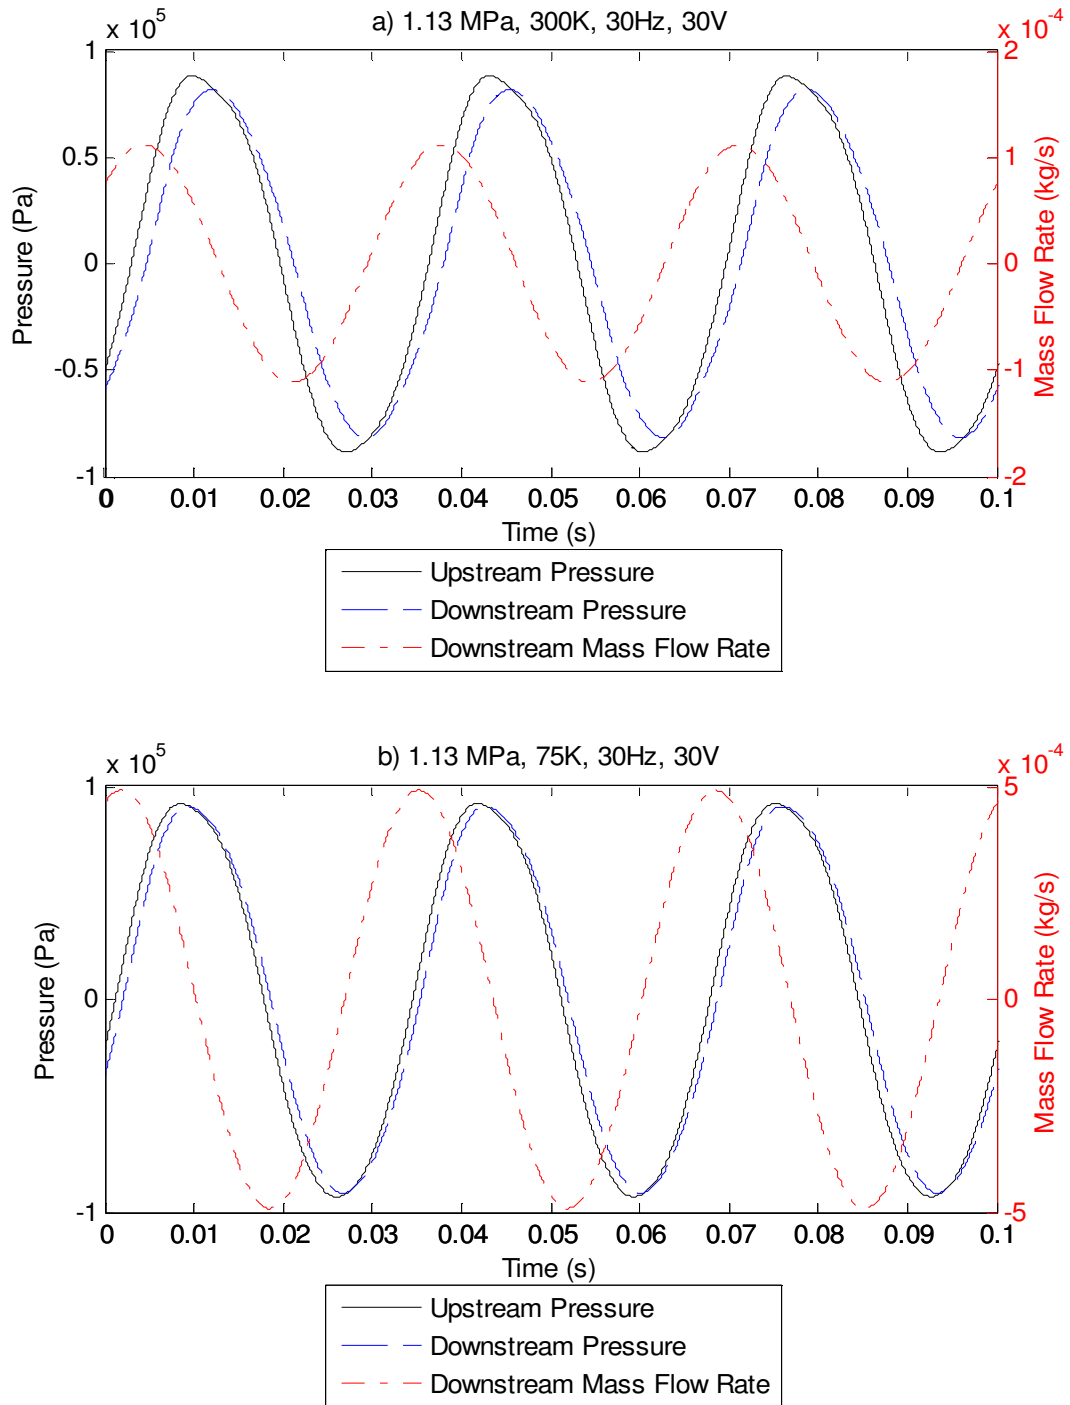 a) 1.13 MPa, 300K, 30Hz, 30V
x 10^5
x 10^-4
1
0.5
0
-0.5
-1
Pressure (Pa)
2
1
0
-1
-2
Mass Flow Rate (kg/s)
0 0.01 0.02 0.03 0.04 0.05 0.06 0.07 0.08 0.09 0.1
Time (s)
Upstream Pressure
Downstream Pressure
Downstream Mass Flow Rate
b) 1.13 MPa, 75K, 30Hz, 30V
x 10^5
x 10^-4
1
0
-1
Pressure (Pa)
5
0
-5
Mass Flow Rate (kg/s)
0 0.01 0.02 0.03 0.04 0.05 0.06 0.07 0.08 0.09 0.1
Time (s)
Upstream Pressure
Downstream Pressure
Downstream Mass Flow Rate